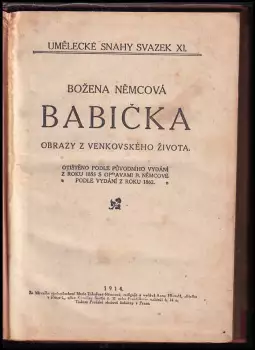 UMĚLECKÉ SNAHY SVAZEK XI.
BOŽENA NĚMCOVÁ
BABIČKA
OBRAZY Z VENKOVSKÉHO ŽIVOTA.
OTIŠTĚNO PODLE PŮVODNÍHO VYDÁNÍ
Z ROKU 1855 S OPRAVAMI B. NĚMCOVÉ
PODLE VYDÁNÍ Z ROKU 1862.
1914.
v Praze.